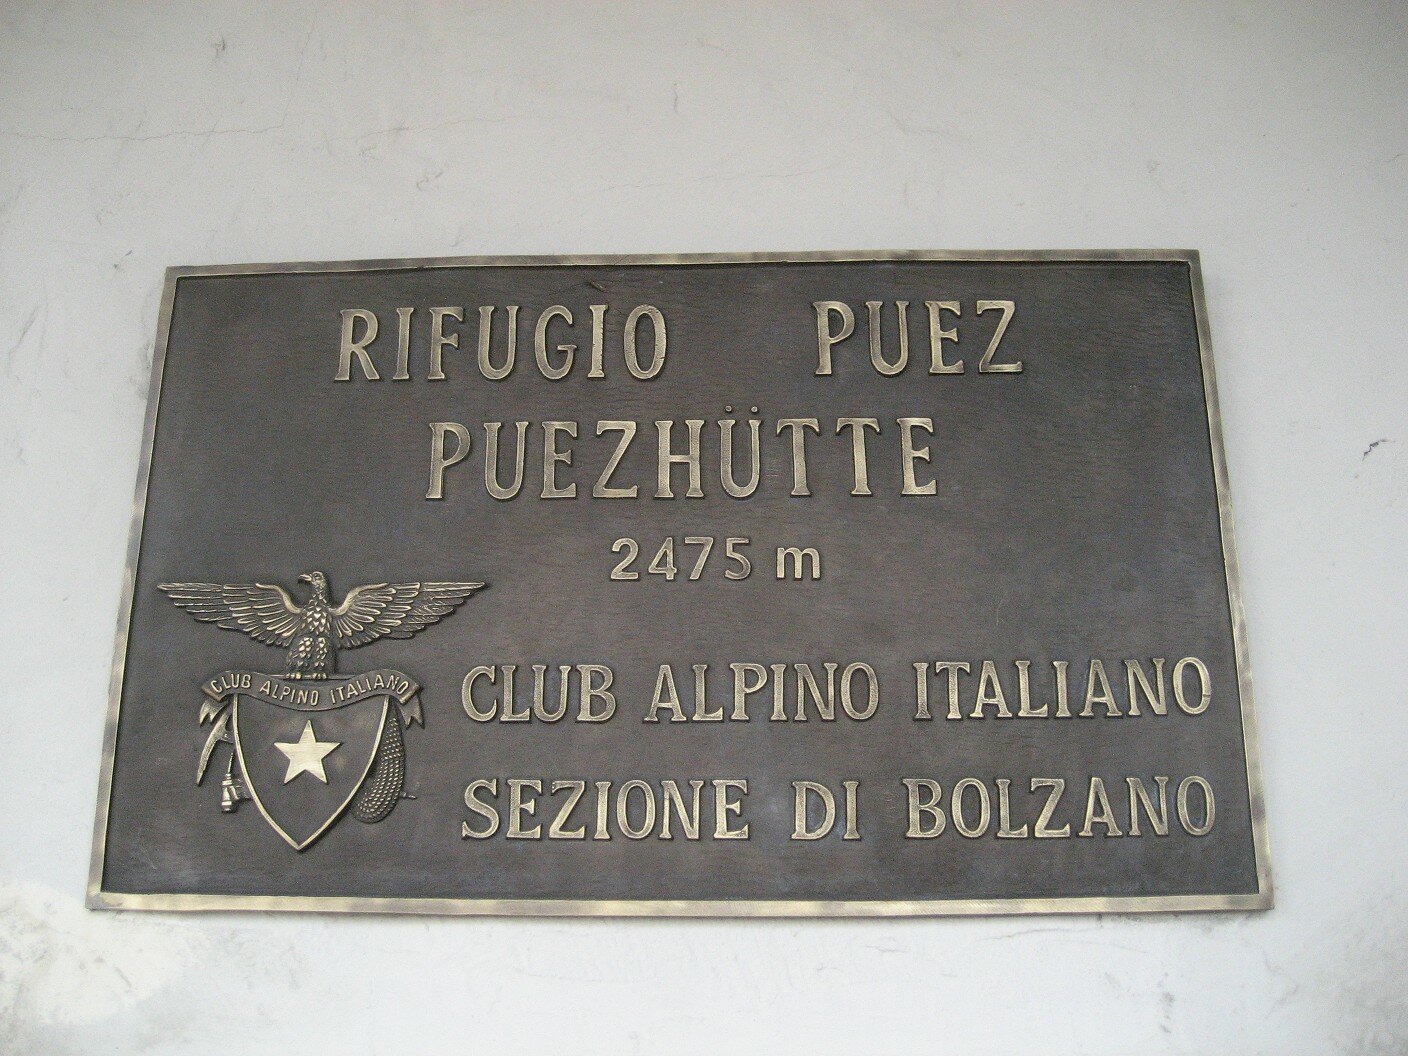 RIFUGIO PUEZ
PUEZHÜTTE
2475 m
CLUB ALPINO ITALIANO
CLUB ALPINO ITALIANO
SEZIONE DI BOLZANO